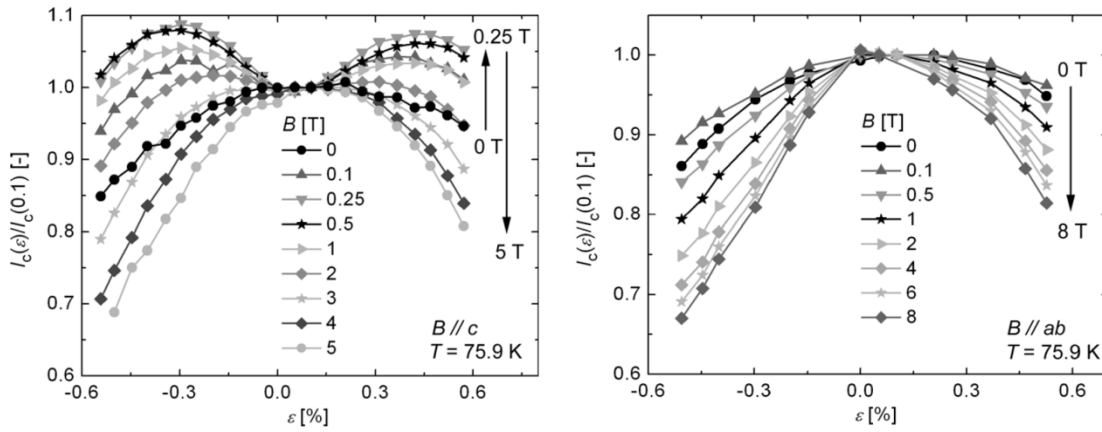 1.1
1.0
0.9
0.8
0.7
0.6
Ic(ε)/Ic(0.1) [-]
-0.6 -0.3 0.0 0.3 0.6
ε [%]
B [T]
0
0.1
0.25
0.5
1
2
3
4
5
0.25 T
0 T
5 T
B // c
T = 75.9 K
1.0
0.9
0.8
0.7
0.6
Ic(ε)/Ic(0.1) [-]
-0.6 -0.3 0.0 0.3 0.6
ε [%]
B [T]
0
0.1
0.5
1
2
4
6
8
0 T
8 T
B // ab
T = 75.9 K